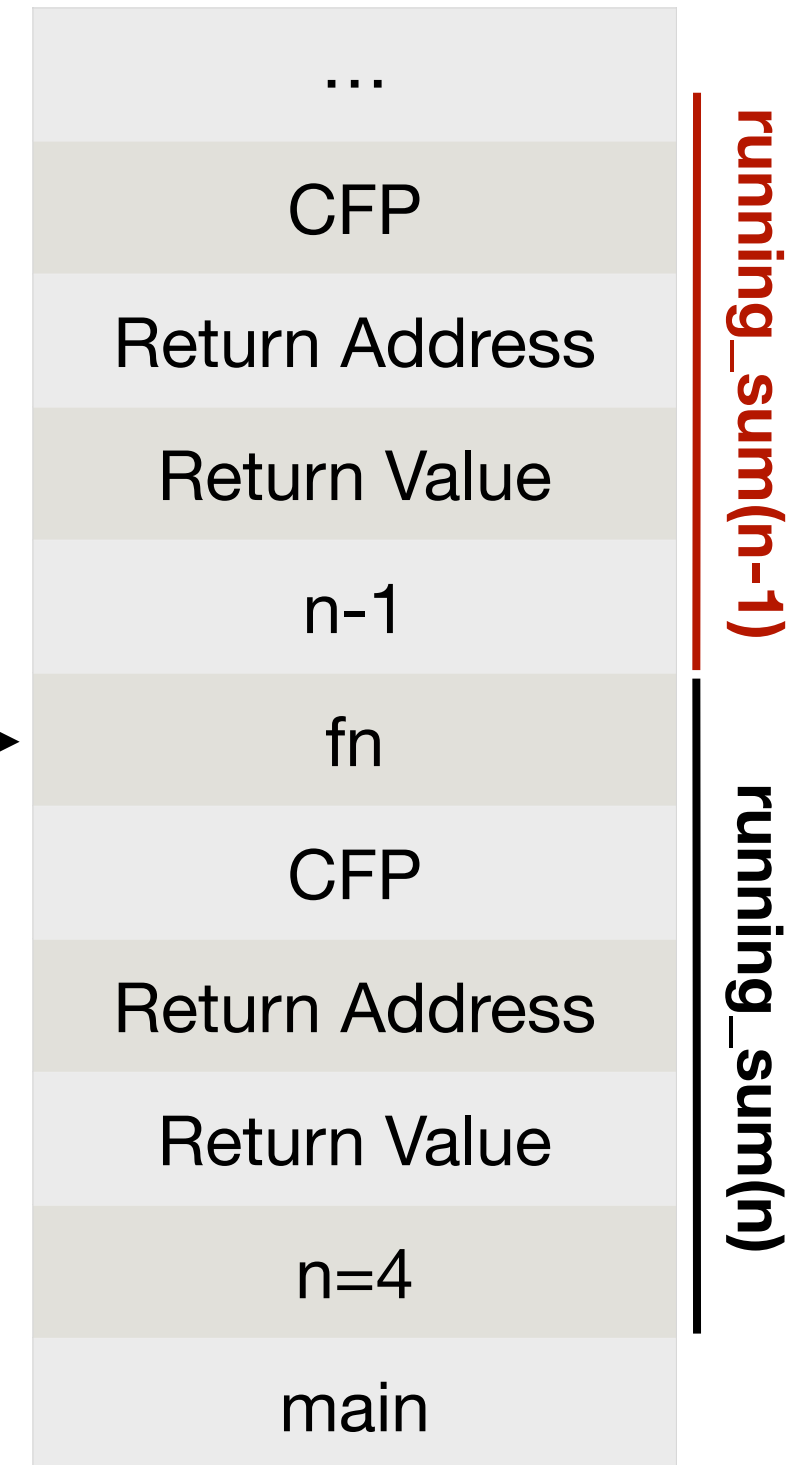 ...
CFP
Return Address
Return Value
n-1
fn
CFP
Return Address
Return Value
n=4
main
running_sum(n-1)
running_sum(n)